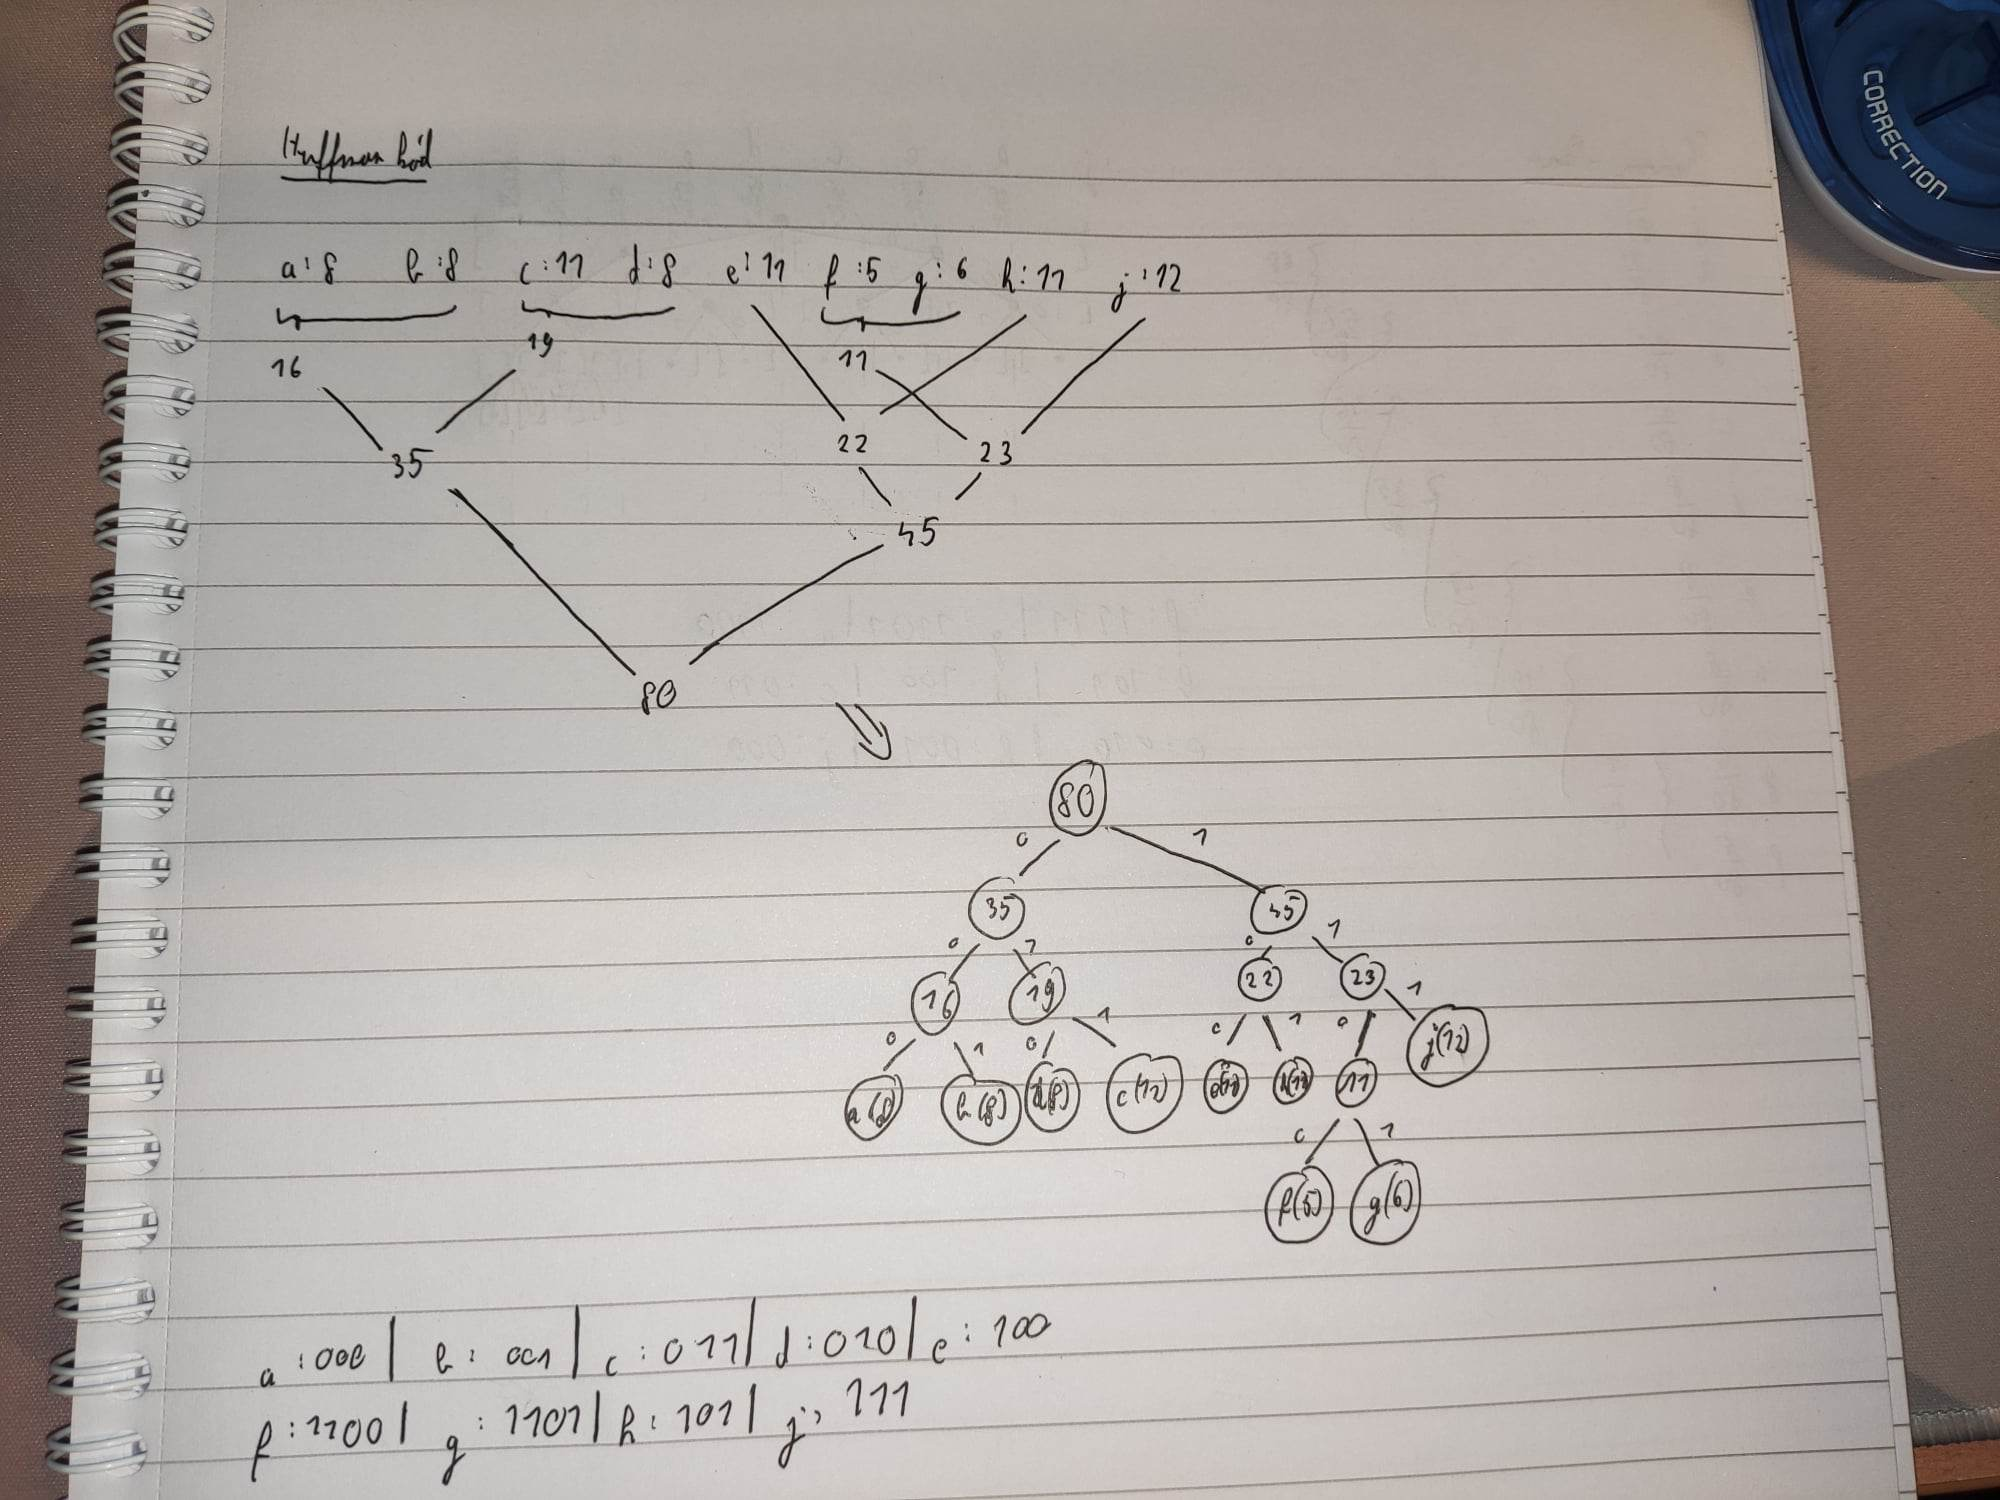 Huffman kód
a:8 b:8 c:11 d:8 e:11 f:5 g:6 h:11 j:12
16 19 11
35 22 23
45
80
80
0 1
35 45
0 1 0 1
16 19 22 23
0 1 0 1 0 1 0 1
a(8) b(8) d(8) c(12) 11 j(12)
0 1
f(5) g(6)
a:000 | b:001 | c:011 | d:010 | e:100
f:1100 | g:1101 | h:101 | j: 111
CORRECTION